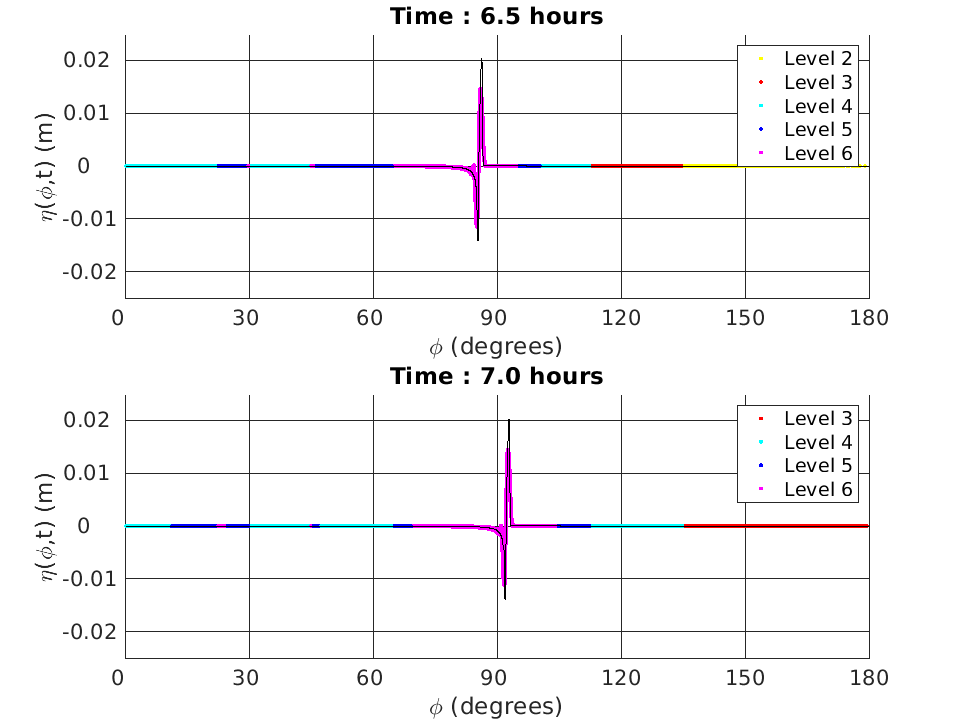 Time : 6.5 hours
η(ϕ,t) (m)
0.02
0.01
0
-0.01
-0.02
Level 2
Level 3
Level 4
Level 5
Level 6
0 30 60 90 120 150 180
ϕ (degrees)
Time : 7.0 hours
η(ϕ,t) (m)
0.02
0.01
0
-0.01
-0.02
Level 3
Level 4
Level 5
Level 6
0 30 60 90 120 150 180
ϕ (degrees)